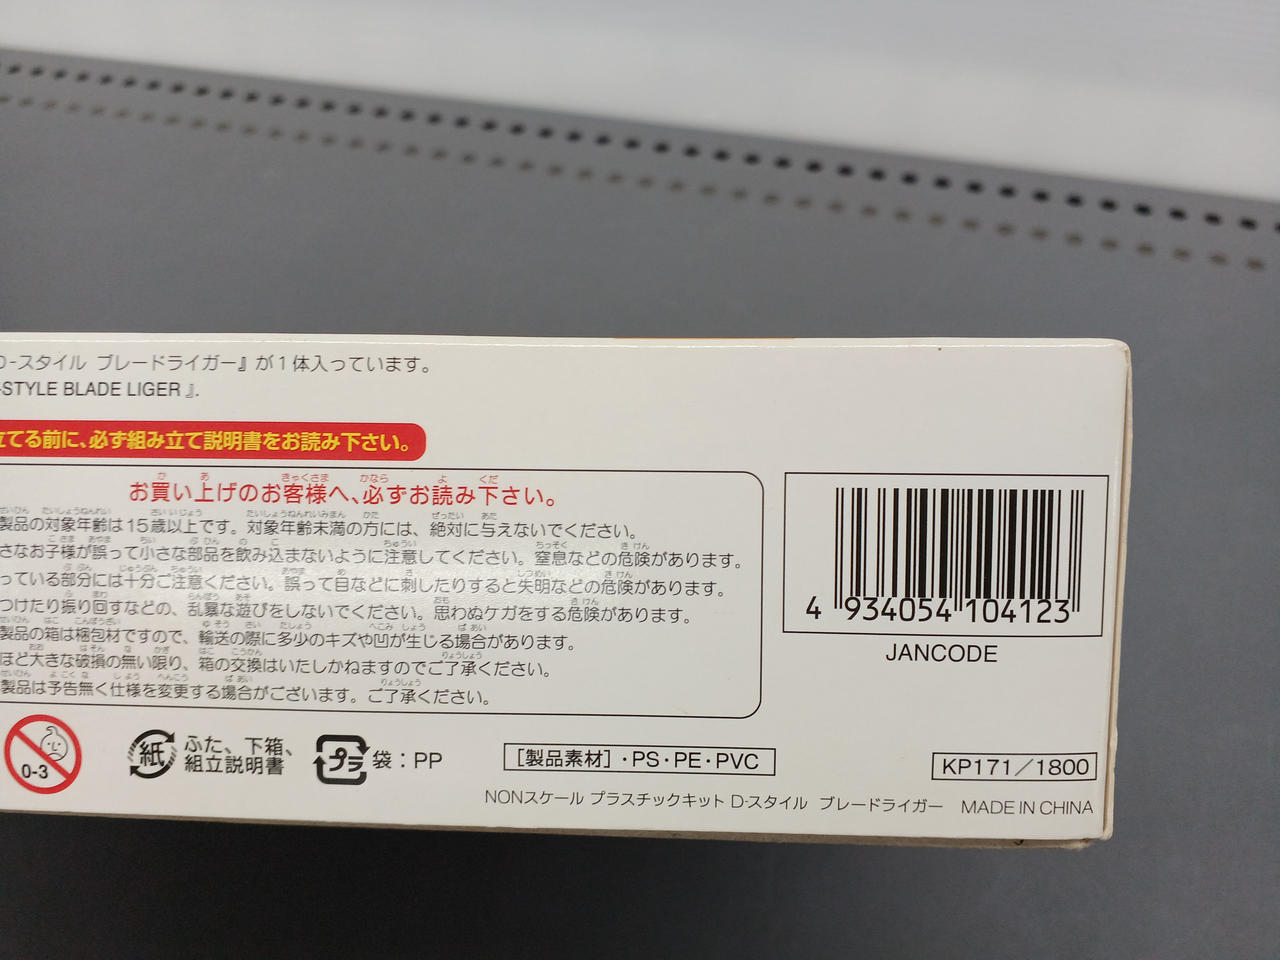 D-スタイル ブレードライガー』が1体入っています。
-STYLE BLADE LIGER 』.
立てる前に、必ず組み立て説明書をお読み下さい。
お買い上げのお客様へ、必ずお読み下さい。
製品の対象年齢は15歳以上です。対象年齢未満の方には、絶対に与えないでください。
さなお子様が誤って小さな部品を飲み込まないように注意してください。窒息などの危険があります。
っている部分には十分ご注意ください。誤って目などに刺したりすると失明などの危険があります。
つけたり振り回すなどの、乱暴な遊びをしないでください。思わぬケガをする危険があります。
製品の箱は梱包材ですので、輸送の際に多少のキズや凹が生じる場合があります。
ほど大きな破損の無い限り、箱の交換はいたしかねますのでご了承ください。
製品は予告無く仕様を変更する場合がございます。ご了承ください。
4 934054 104123
JANCODE
0-3
紙 ふた、下箱、
組立説明書
プラ 袋：PP
［製品素材］・PS・PE・PVC
KP171／1800
NONスケール プラスチックキット D-スタイル ブレードライガー MADE IN CHINA